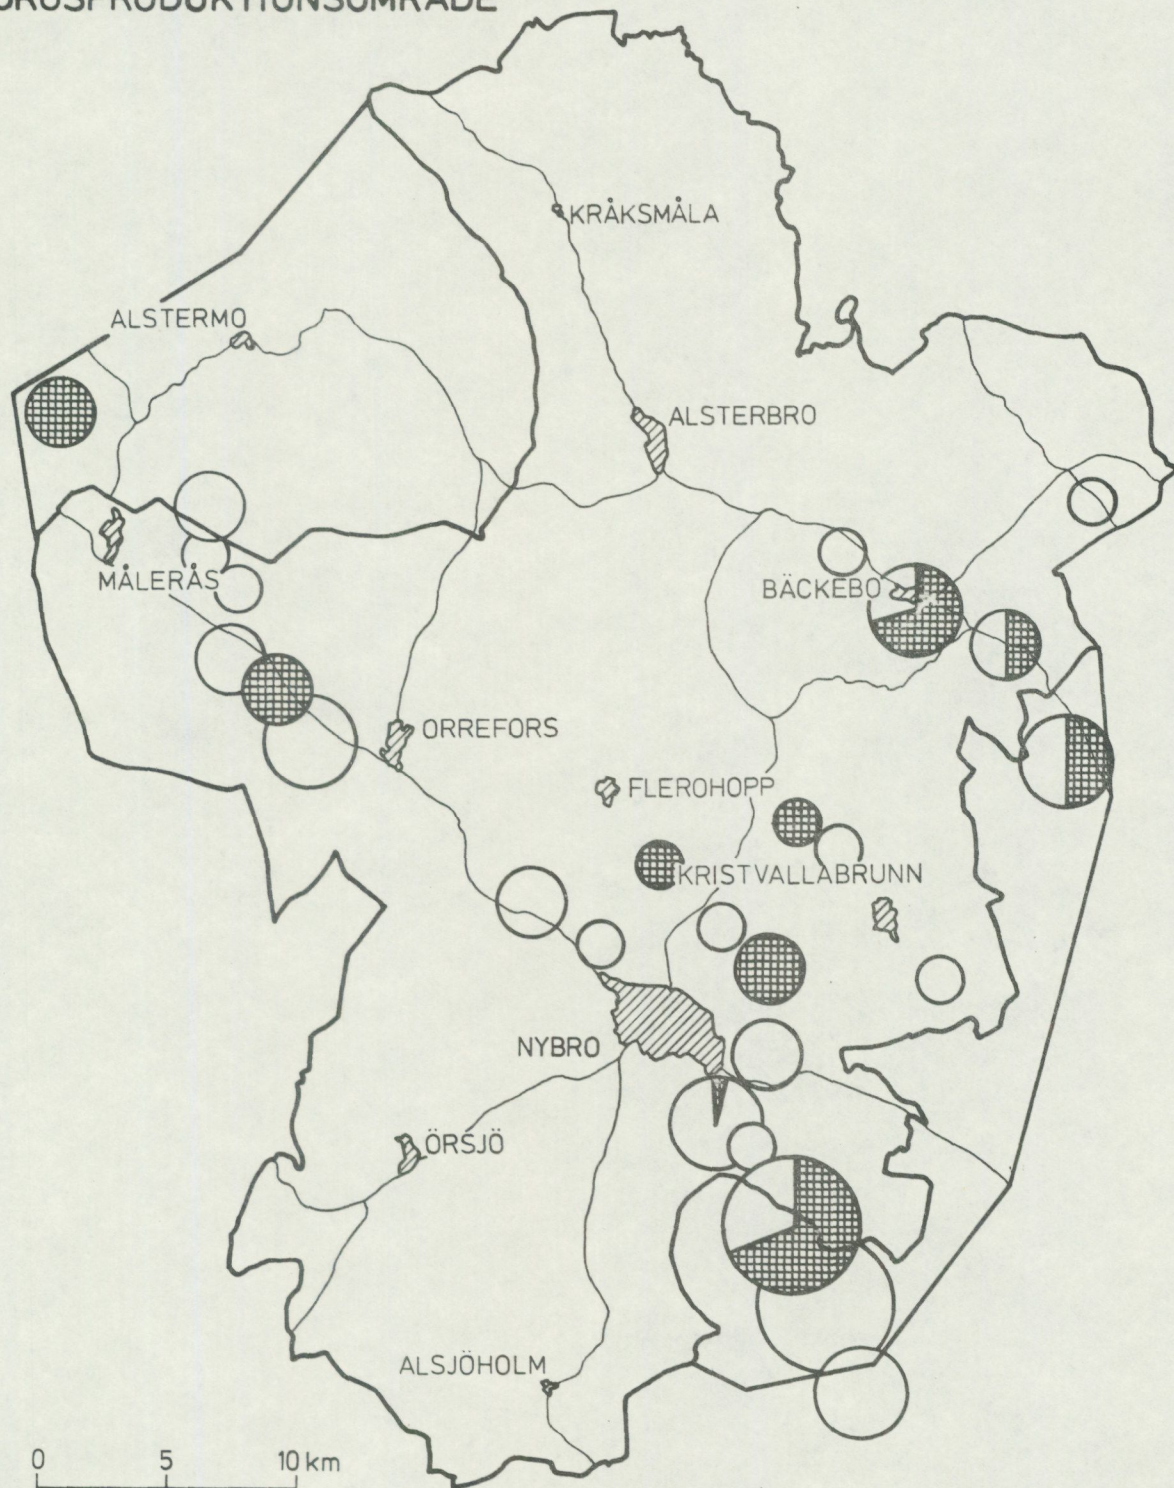 GRUSPRODUKTIONSOMRÅDE
KRÅKSMÅLA
ALSTERMO
ALSTERBRO
MÅLERÅS
BÄCKEBO
ORREFORS
FLEROHOPP
KRISTVALLABRUNN
NYBRO
ÖRSJÖ
ALSJÖHOLM
0 5 10 km